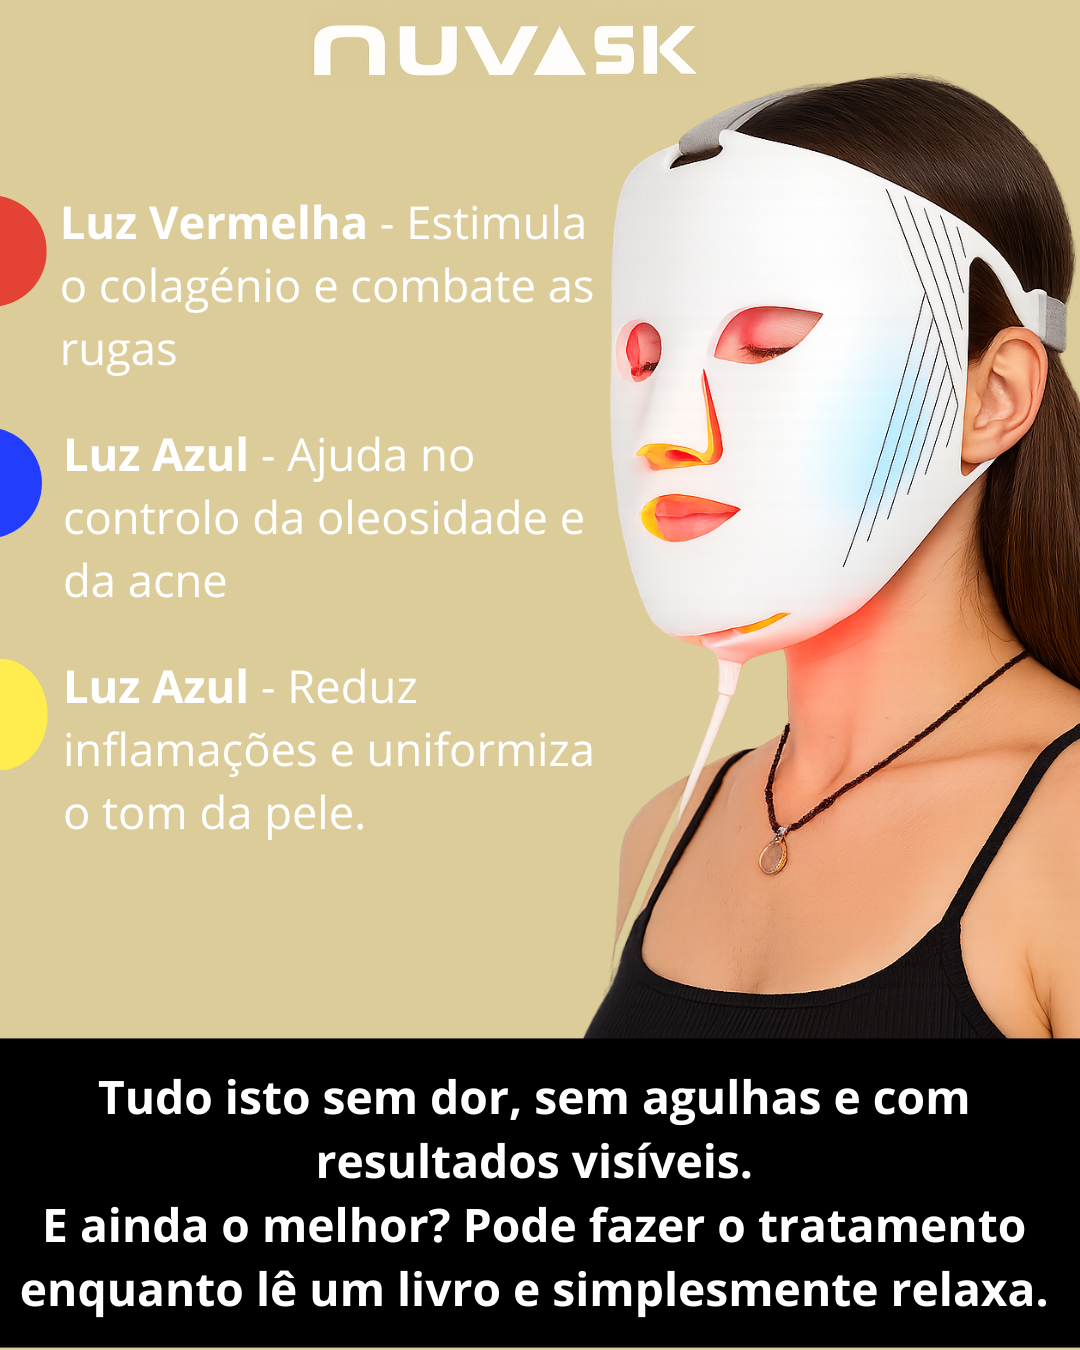 NUVASK
Luz Vermelha - Estimula
o colagénio e combate as
rugas
Luz Azul - Ajuda no
controlo da oleosidade e
da acne
Luz Azul - Reduz
inflamações e uniformiza
o tom da pele.
Tudo isto sem dor, sem agulhas e com
resultados visíveis.
E ainda o melhor? Pode fazer o tratamento
enquanto lê um livro e simplesmente relaxa.